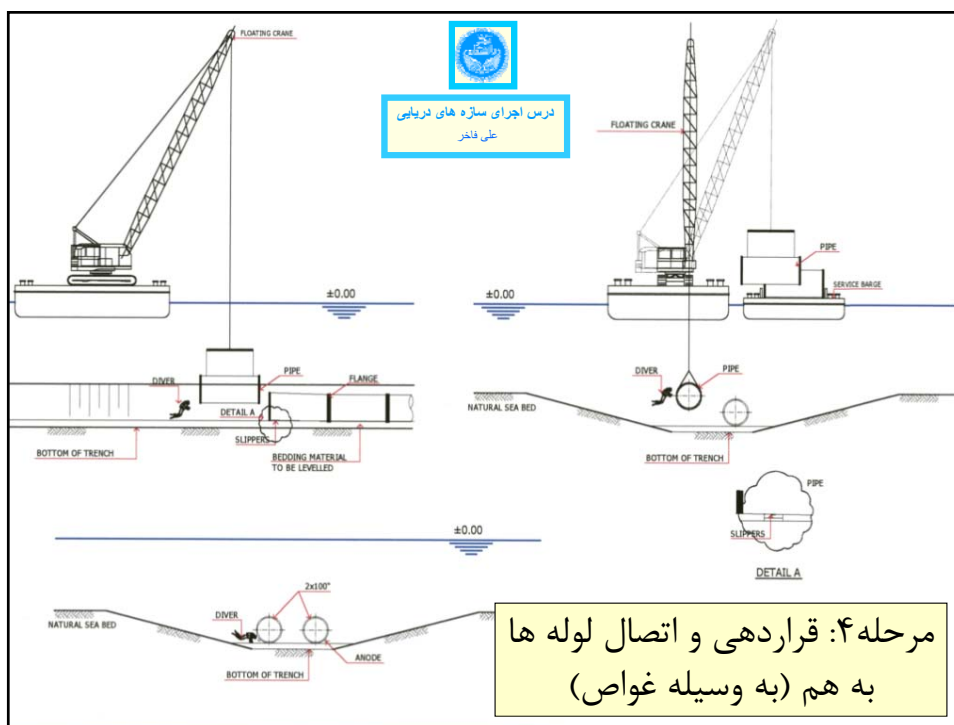 FLOATING CRANE
درس اجرای سازه های دریایی
علی فاخر
FLOATING CRANE
PIPE
SERVICE BARGE
±0.00
±0.00
DIVER
PIPE
FLANGE
DETAIL A
SLIPPERS
BOTTOM OF TRENCH
BEDDING MATERIAL
TO BE LEVELLED
DIVER
PIPE
NATURAL SEA BED
BOTTOM OF TRENCH
PIPE
SLIPPERS
DETAIL A
±0.00
2x100"
DIVER
NATURAL SEA BED
ANODE
BOTTOM OF TRENCH
مرحله۴: قراردهی و اتصال لوله ها
به هم (به وسیله غواص)